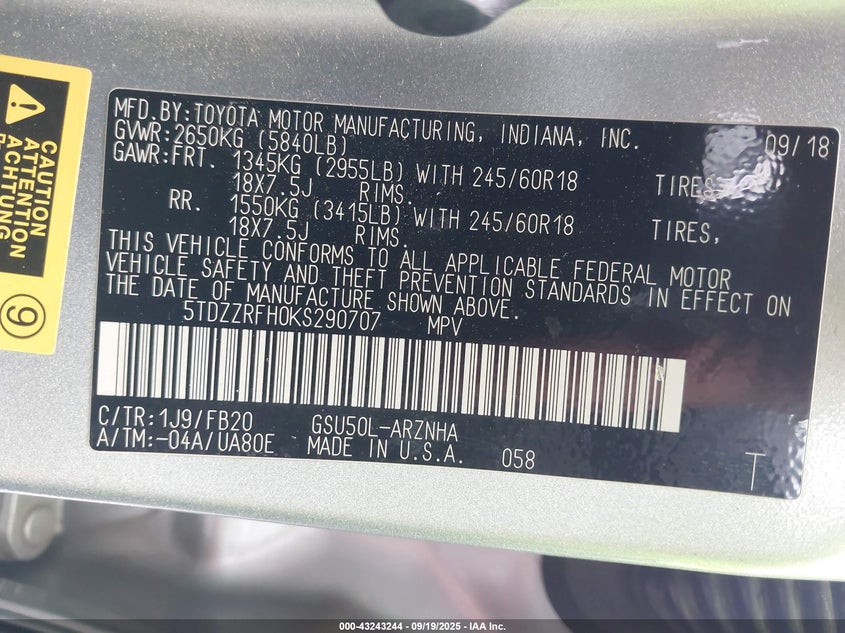 CAUTION
ATTENTION
ACHTUNG
9
MFD.BY:TOYOTA MOTOR MANUFACTURING, INDIANA, INC. 09/18
GVWR:2650KG (5840LB)
GAWR:FRT. 1345KG (2955LB) WITH 245/60R18 TIRES,
18X7.5J RIMS.
RR. 1550KG (3415LB) WITH 245/60R18 TIRES,
18X7.5J RIMS.
THIS VEHICLE CONFORMS TO ALL APPLICABLE FEDERAL MOTOR
VEHICLE SAFETY AND THEFT PREVENTION STANDARDS IN EFFECT ON
THE DATE OF MANUFACTURE SHOWN ABOVE.
5TDZZRFH0KS290707 MPV
C/TR:1J9/FB20 GSU50L-ARZNHA
A/TM:-04A/UA80E MADE IN U.S.A. 058 T
000-43243244 - 09/19/2025 - IAA Inc.